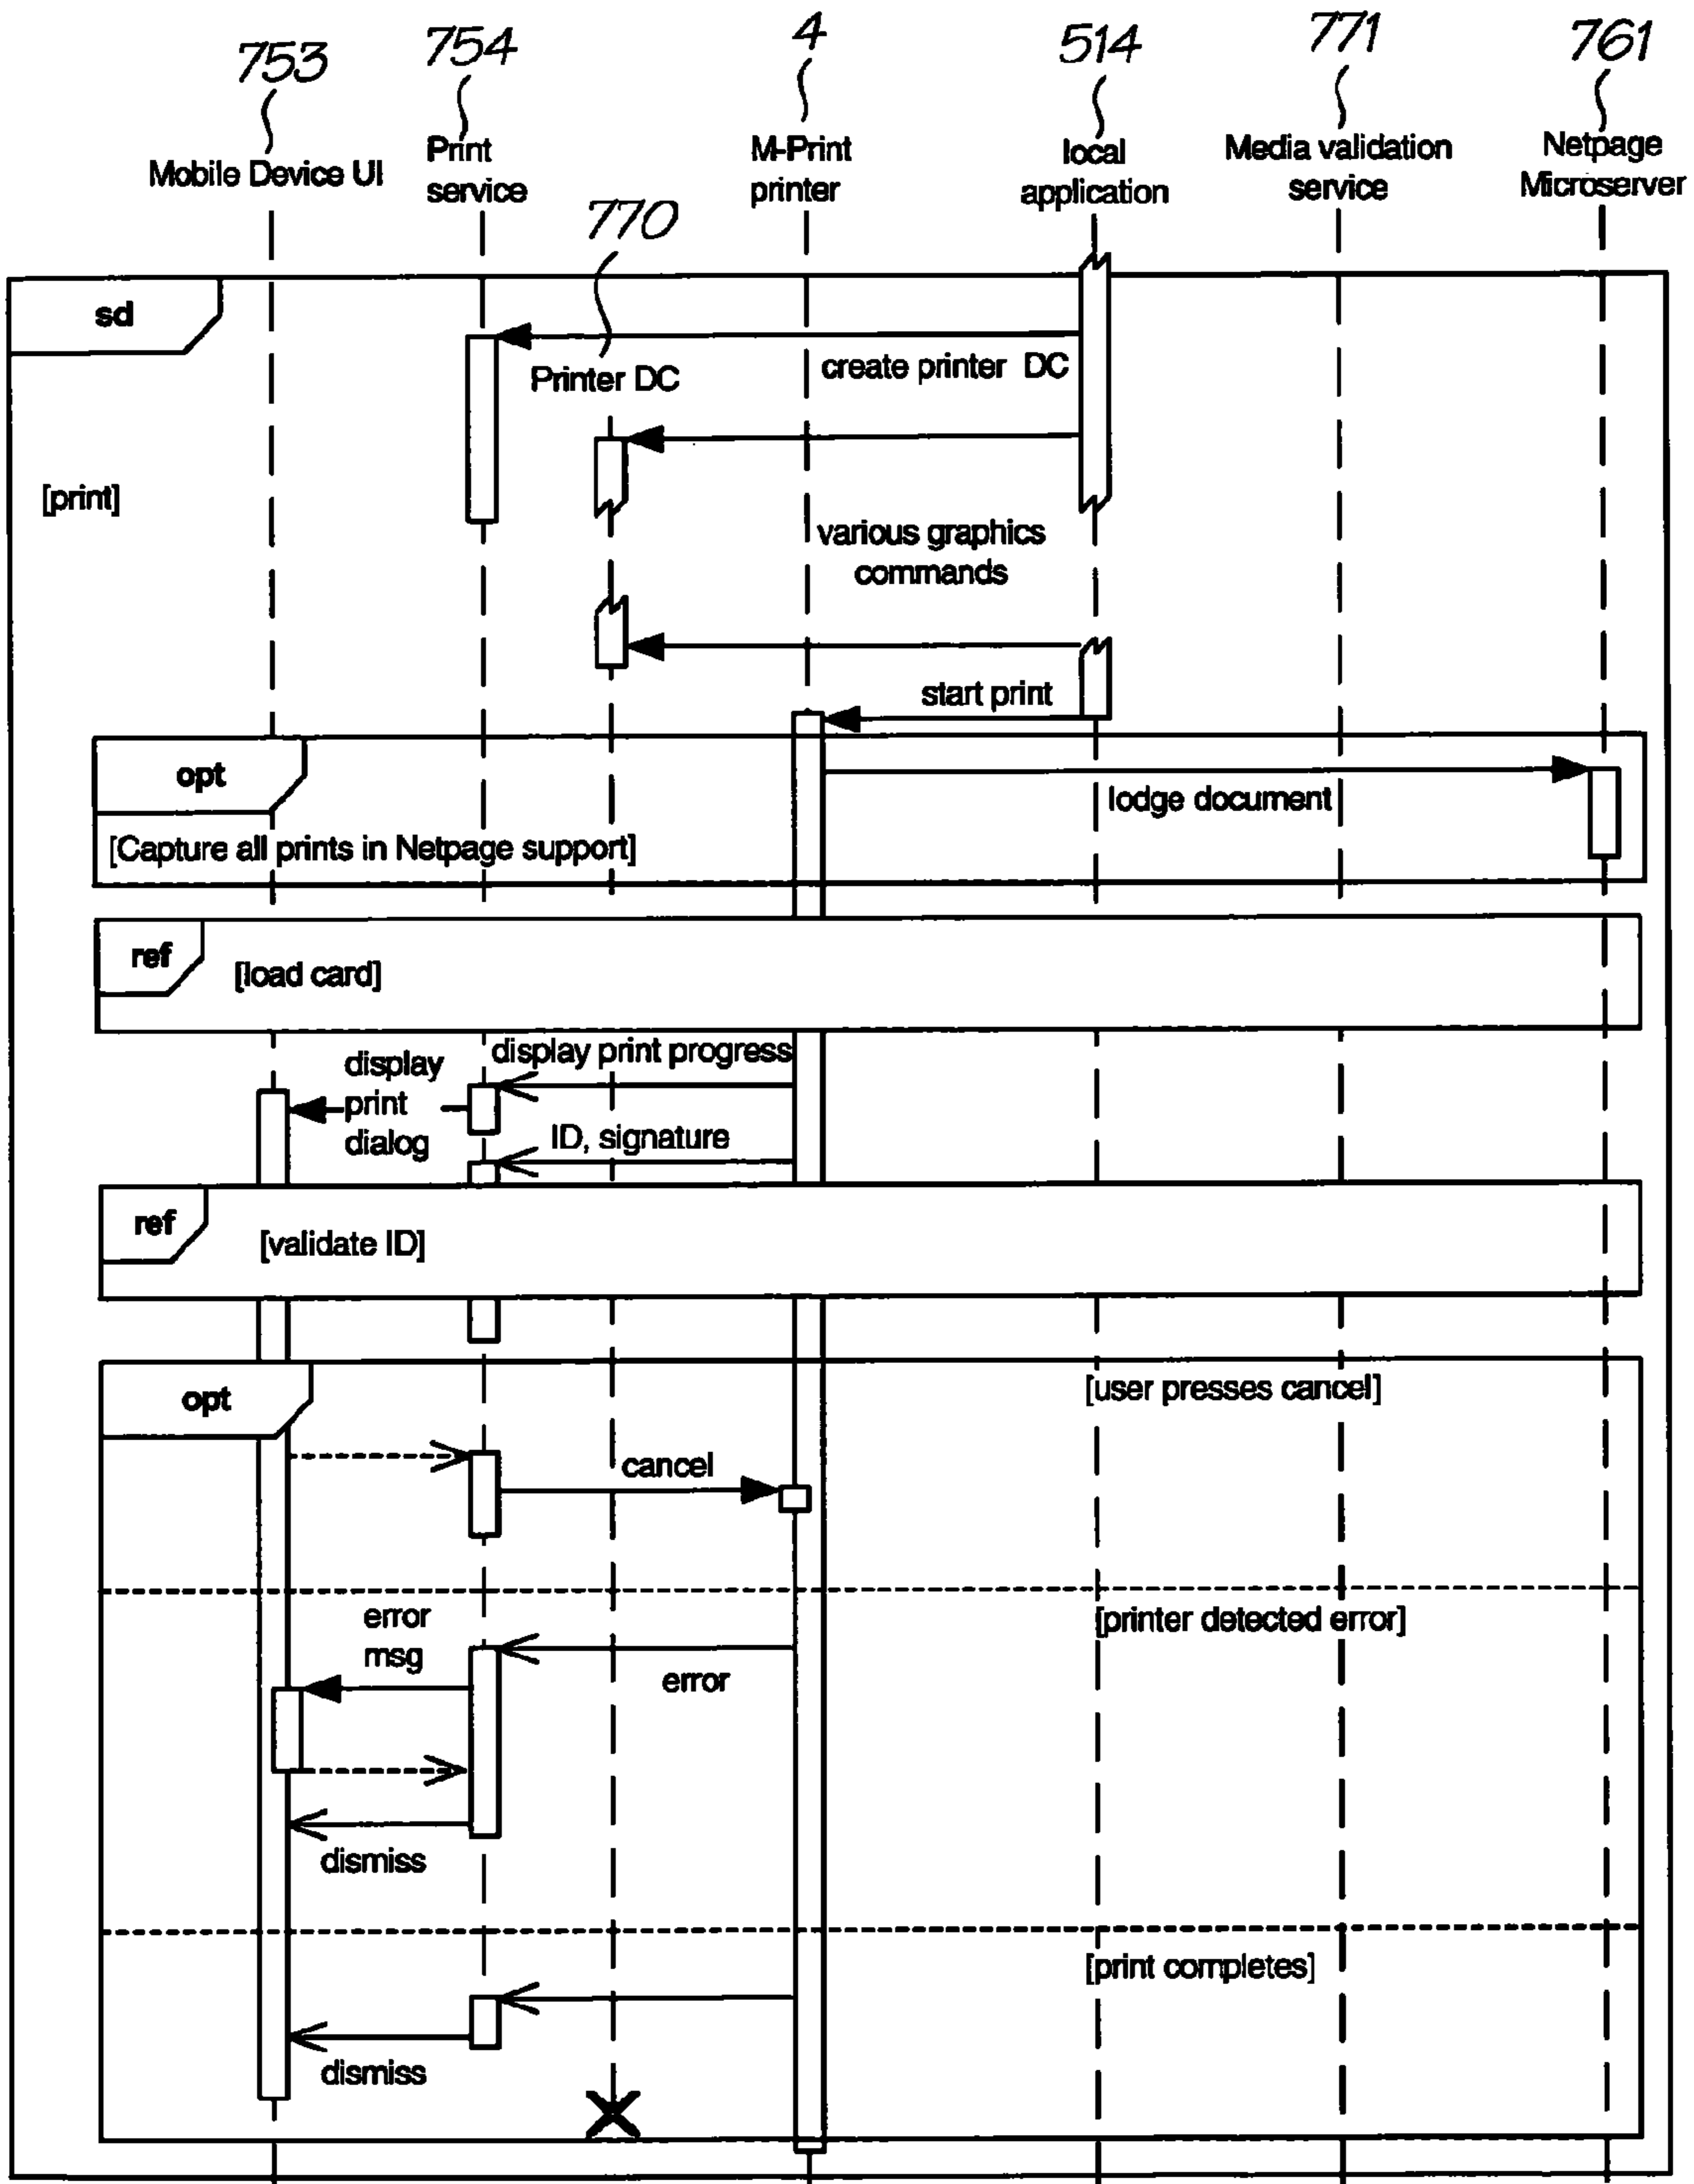 753
754
4
514
771
761
Mobile Device UI
Print
service
M-Print
printer
local
application
Media validation
service
Netpage
Microserver
770
sd
Printer DC
create printer DC
[print]
various graphics
commands
start print
opt
lodge document
[Capture all prints in Netpage support]
ref
[load card]
display print progress
display
print
dialog
ID, signature
ref
[validate ID]
opt
[user presses cancel]
cancel
error
msg
[printer detected error]
error
dismiss
[print completes]
dismiss